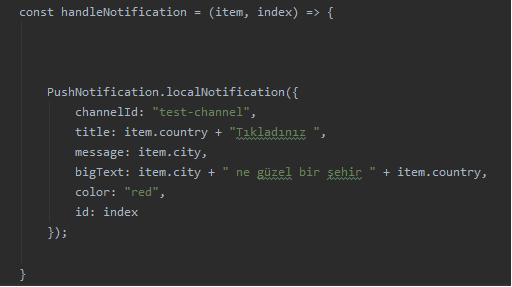 const handleNotification = (item, index) => {
PushNotification.localNotification({
channelId: "test-channel",
title: item.country + "Tıkladınız ",
message: item.city,
bigText: item.city + " ne güzel bir şehir " + item.country,
color: "red",
id: index
});
}